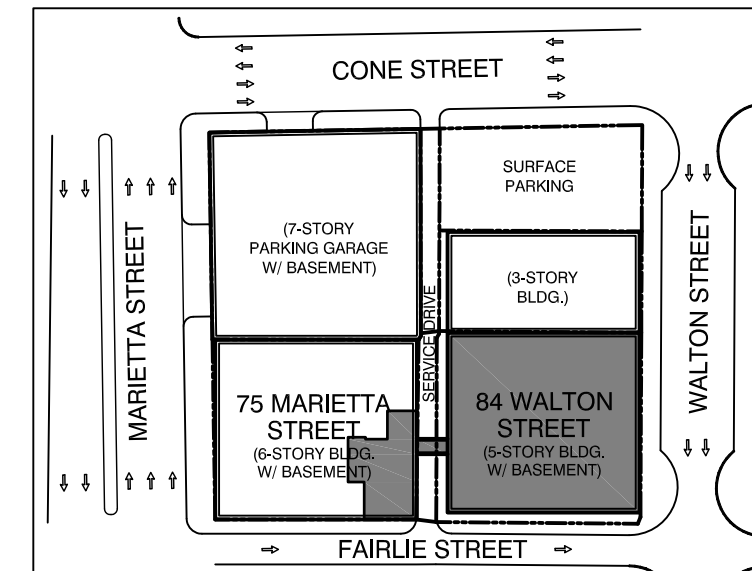 CONE STREET
SURFACE
PARKING
(7-STORY
PARKING GARAGE
W/ BASEMENT)
(3-STORY
BLDG.)
MARIETTA STREET
SERVICE DRIVE
WALTON STREET
75 MARIETTA
STREET
(6-STORY BLDG.
W/ BASEMENT)
84 WALTON
STREET
(5-STORY BLDG.
W/ BASEMENT)
FAIRLIE STREET